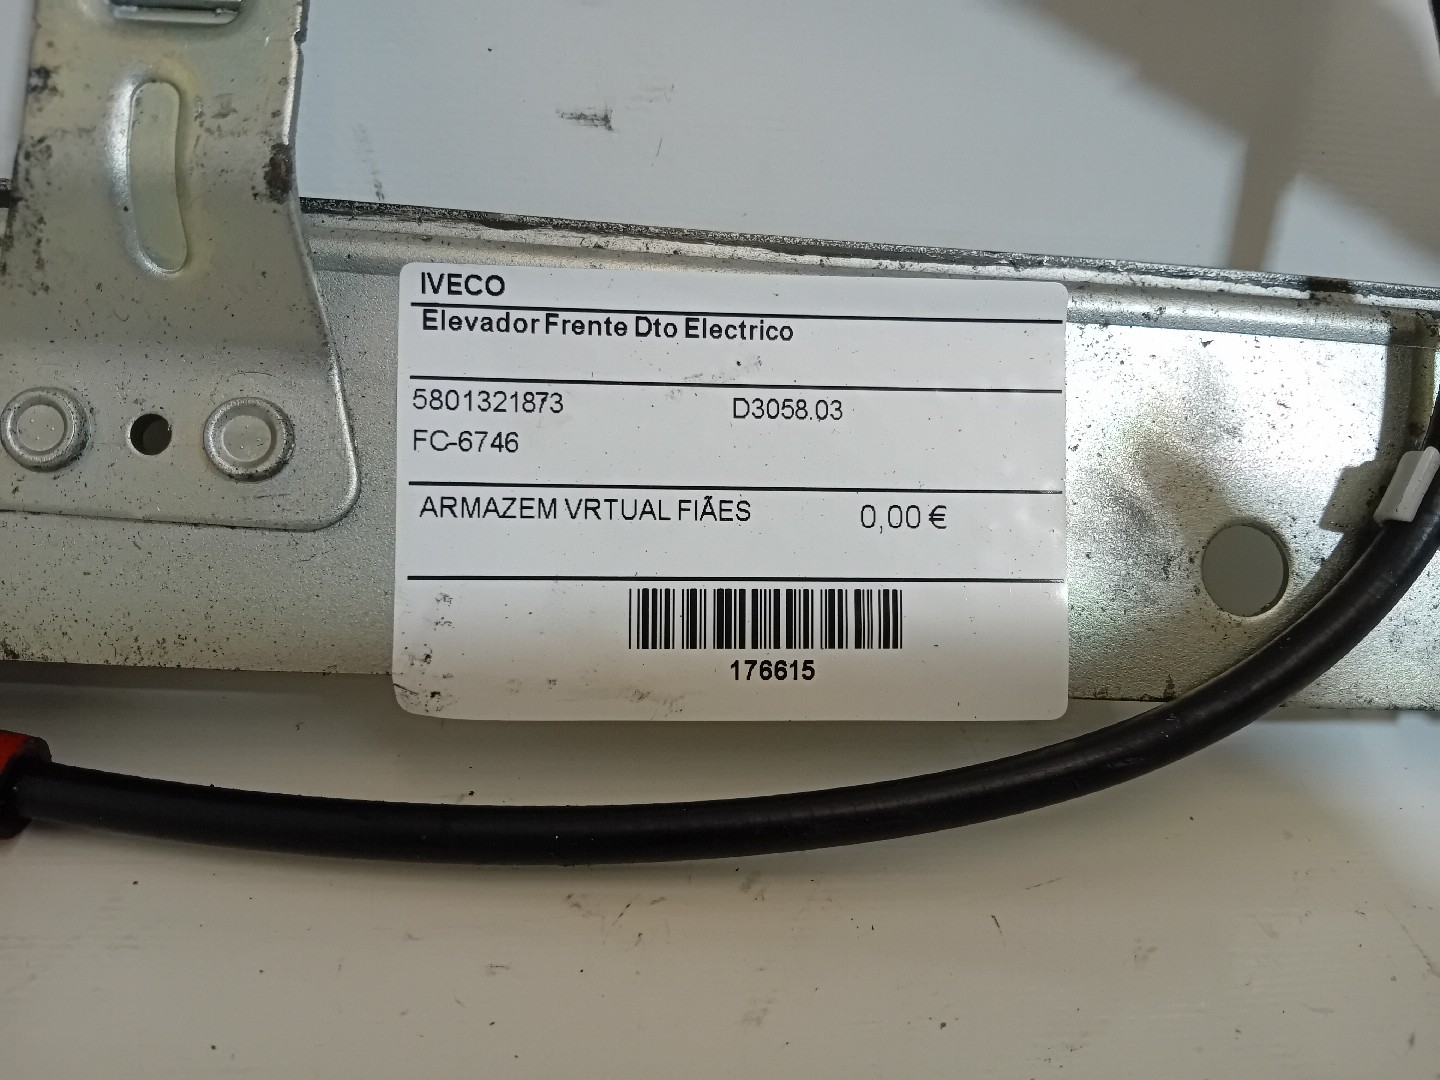 IVECO
Elevador Frente Dto Electrico
5801321873 D3058.03
FC-6746
ARMAZEM VRTUAL FIÃES 0,00 €
176615